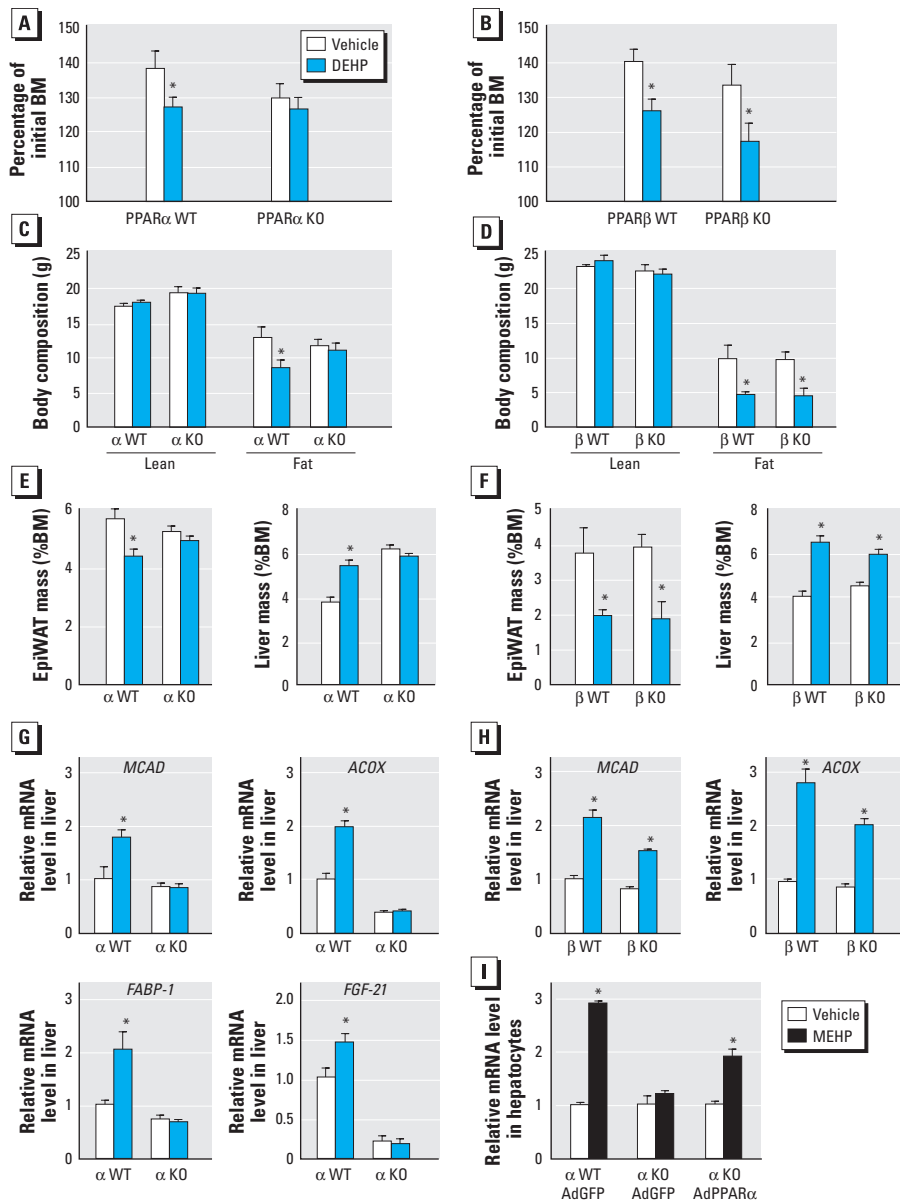 A
Percentage of
initial BM
150
140
130
120
110
100
Vehicle
DEHP
*
PPARα WT
PPARα KO
B
Percentage of
initial BM
150
140
130
120
110
100
*
*
PPARβ WT
PPARβ KO
C
Body composition (g)
25
20
15
10
5
0
*
α WT
α KO
α WT
α KO
Lean
Fat
D
Body composition (g)
25
20
15
10
5
0
*
*
β WT
β KO
β WT
β KO
Lean
Fat
E
EpiWAT mass (%BM)
6
4
2
0
*
α WT
α KO
Liver mass (%BM)
8
6
4
2
0
*
α WT
α KO
F
EpiWAT mass (%BM)
5
4
3
2
1
0
*
*
β WT
β KO
Liver mass (%BM)
8
6
4
2
0
*
*
β WT
β KO
G
MCAD
Relative mRNA
level in liver
3
2
1
0
*
α WT
α KO
ACOX
Relative mRNA
level in liver
3
2
1
0
*
α WT
α KO
H
MCAD
Relative mRNA
level in liver
3
2
1
0
*
*
β WT
β KO
ACOX
Relative mRNA
level in liver
3
2
1
0
*
*
β WT
β KO
FABP-1
Relative mRNA
level in liver
3
2
1
0
*
α WT
α KO
FGF-21
Relative mRNA
level in liver
2.0
1.5
1.0
0.5
0
*
α WT
α KO
I
Relative mRNA level
in hepatocytes
3
2
1
0
*
*
Vehicle
MEHP
α WT
AdGFP
α KO
AdGFP
α KO
AdPPARα